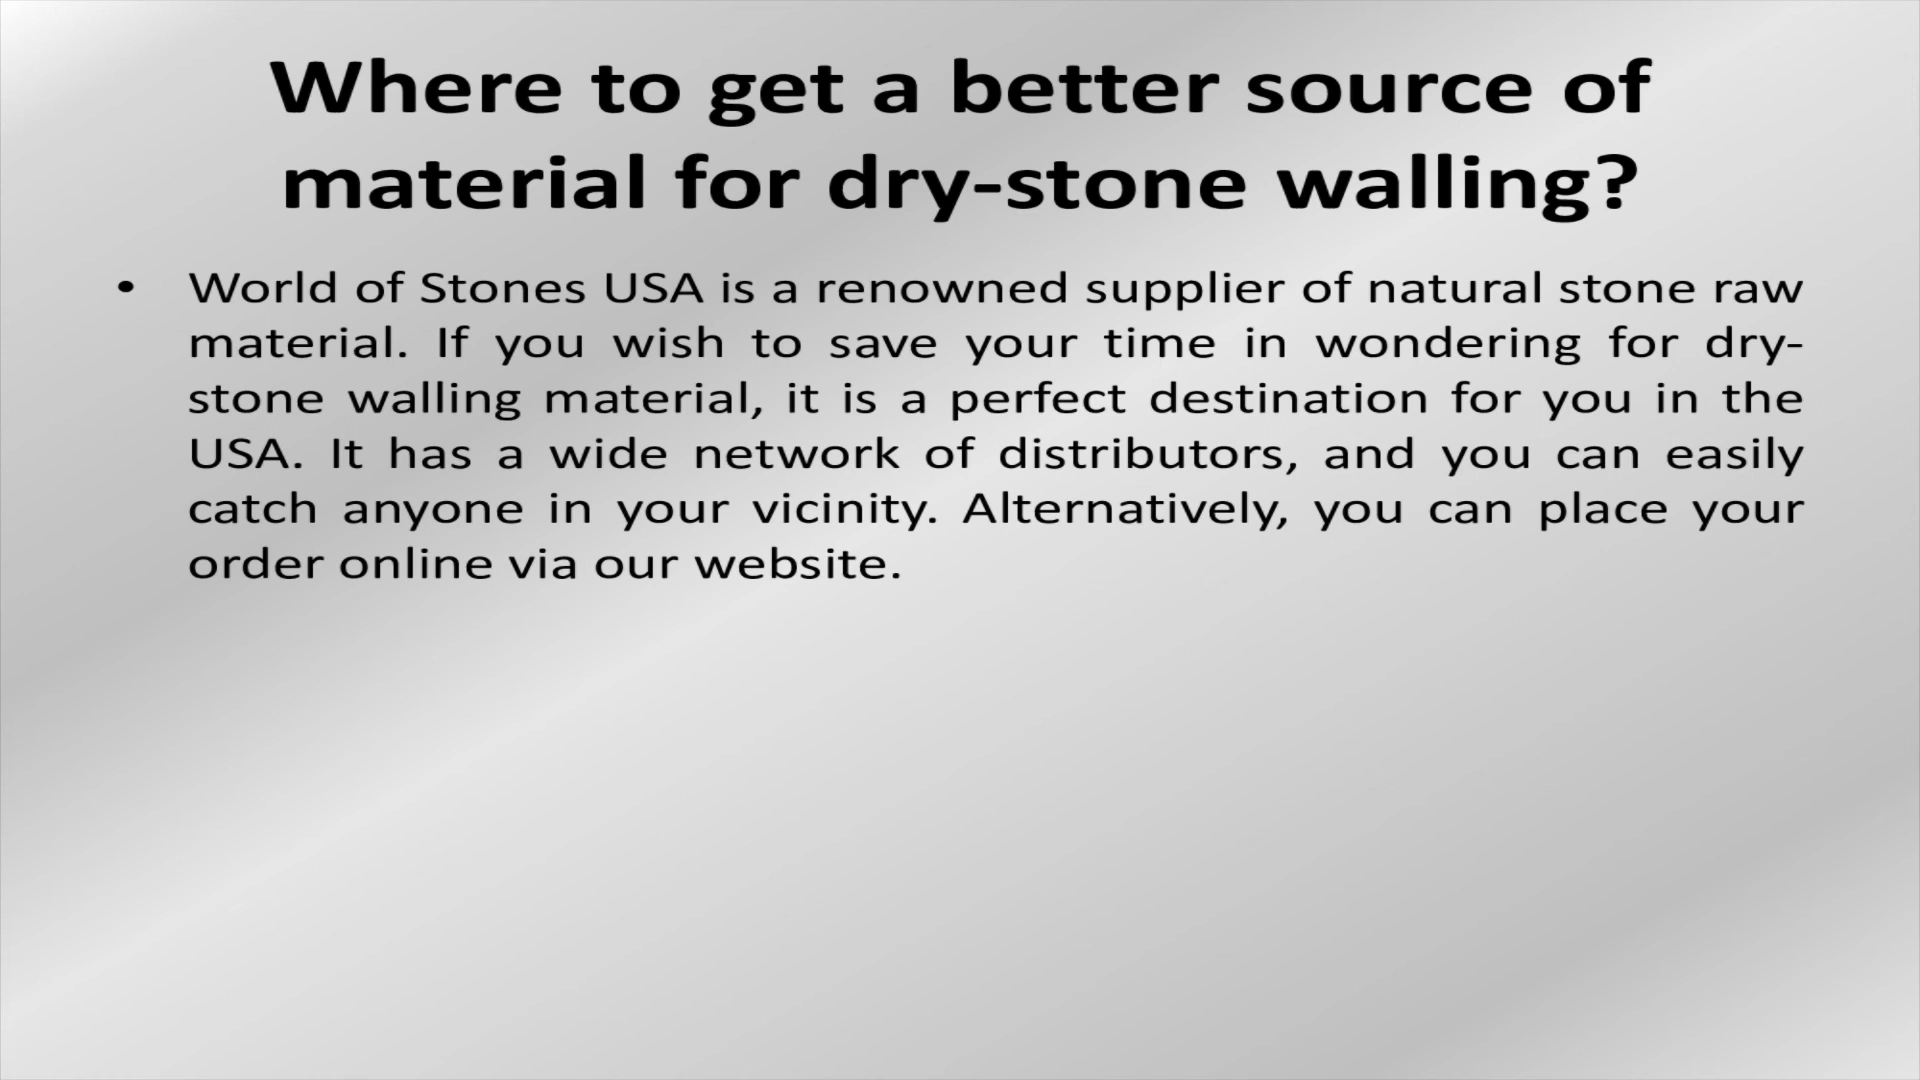 Where to get a better source of
material for dry-stone walling?
• World of Stones USA is a renowned supplier of natural stone raw
material. If you wish to save your time in wondering for dry-
stone walling material, it is a perfect destination for you in the
USA. It has a wide network of distributors, and you can easily
catch anyone in your vicinity. Alternatively, you can place your
order online via our website.